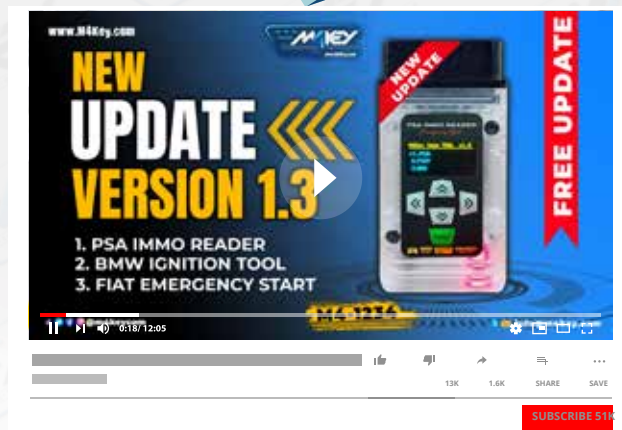 www.M4Key.com
M4KEY
NEW
UPDATE
VERSION 1.3
1. PSA IMMO READER
2. BMW IGNITION TOOL
3. FIAT EMERGENCY START
NEW
UPDATE
PSA IMMO READER
FREE UPDATE
0:18/12:05
13K
1.6K
SHARE
SAVE
SUBSCRIBE 51K